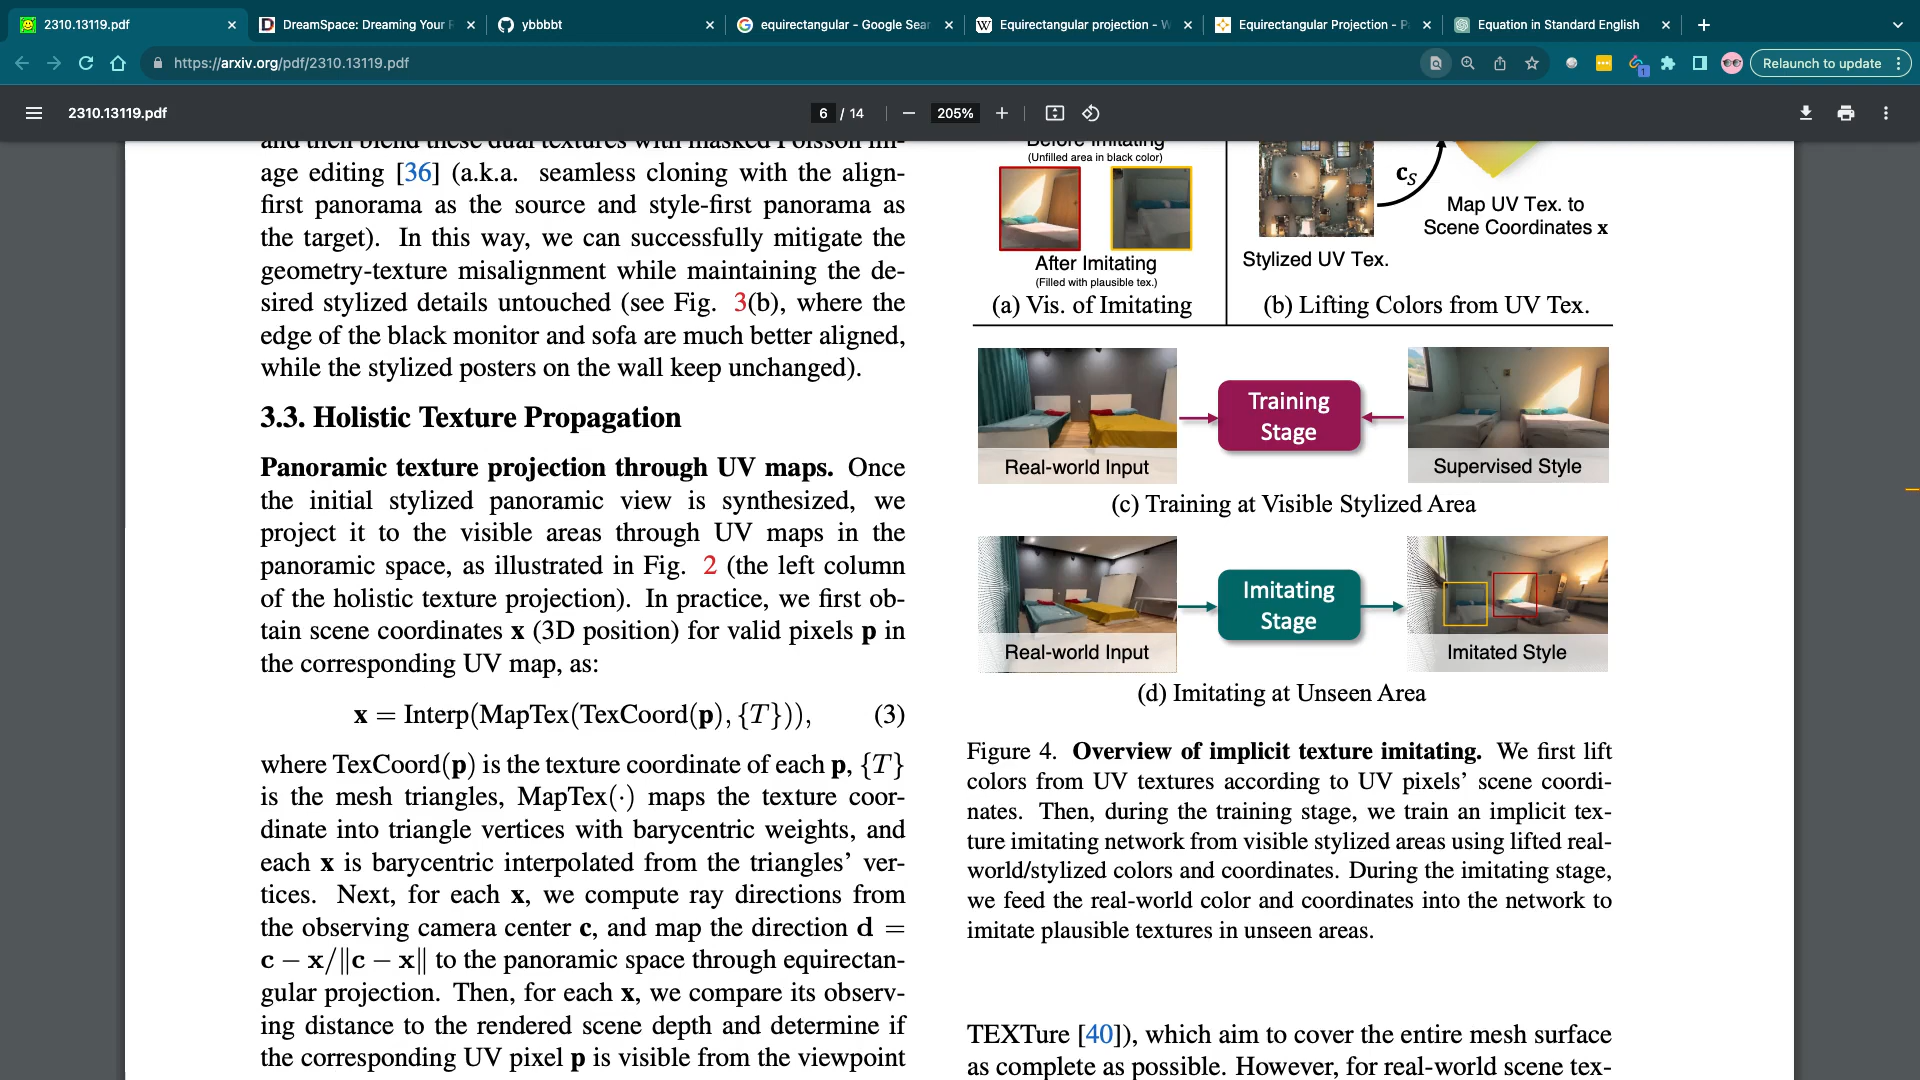 2310.13119.pdf
DreamSpace: Dreaming Your
ybbbbt
equirectangular - Google Sear
Equirectangular projection - W
Equirectangular Projection - P
Equation in Standard English
https://arxiv.org/pdf/2310.13119.pdf
1
Relaunch to update
2310.13119.pdf
6 / 14
205%
and then blend these dual textures with masked Poisson im-
age editing [36] (a.k.a. seamless cloning with the align-
first panorama as the source and style-first panorama as
the target). In this way, we can successfully mitigate the
geometry-texture misalignment while maintaining the de-
sired stylized details untouched (see Fig. 3(b), where the
edge of the black monitor and sofa are much better aligned,
while the stylized posters on the wall keep unchanged).
3.3. Holistic Texture Propagation
Panoramic texture projection through UV maps. Once
the initial stylized panoramic view is synthesized, we
project it to the visible areas through UV maps in the
panoramic space, as illustrated in Fig. 2 (the left column
of the holistic texture projection). In practice, we first ob-
tain scene coordinates x (3D position) for valid pixels p in
the corresponding UV map, as:
x = Interp(MapTex(TexCoord(p), {T})), (3)
where TexCoord(p) is the texture coordinate of each p, {T}
is the mesh triangles, MapTex(·) maps the texture coor-
dinate into triangle vertices with barycentric weights, and
each x is barycentric interpolated from the triangles' ver-
tices. Next, for each x, we compute ray directions from
the observing camera center c, and map the direction d =
c − x/‖c − x‖ to the panoramic space through equirectan-
gular projection. Then, for each x, we compare its observ-
ing distance to the rendered scene depth and determine if
the corresponding UV pixel p is visible from the viewpoint
Before Imitating
(Unfilled area in black color)
After Imitating
(Filled with plausible tex.)
(a) Vis. of Imitating
cS
Map UV Tex. to
Scene Coordinates x
Stylized UV Tex.
(b) Lifting Colors from UV Tex.
Real-world Input
Training
Stage
Supervised Style
(c) Training at Visible Stylized Area
Real-world Input
Imitating
Stage
Imitated Style
(d) Imitating at Unseen Area
Figure 4. Overview of implicit texture imitating. We first lift
colors from UV textures according to UV pixels' scene coordi-
nates. Then, during the training stage, we train an implicit tex-
ture imitating network from visible stylized areas using lifted real-
world/stylized colors and coordinates. During the imitating stage,
we feed the real-world color and coordinates into the network to
imitate plausible textures in unseen areas.
TEXTure [40]), which aim to cover the entire mesh surface
as complete as possible. However, for real-world scene tex-